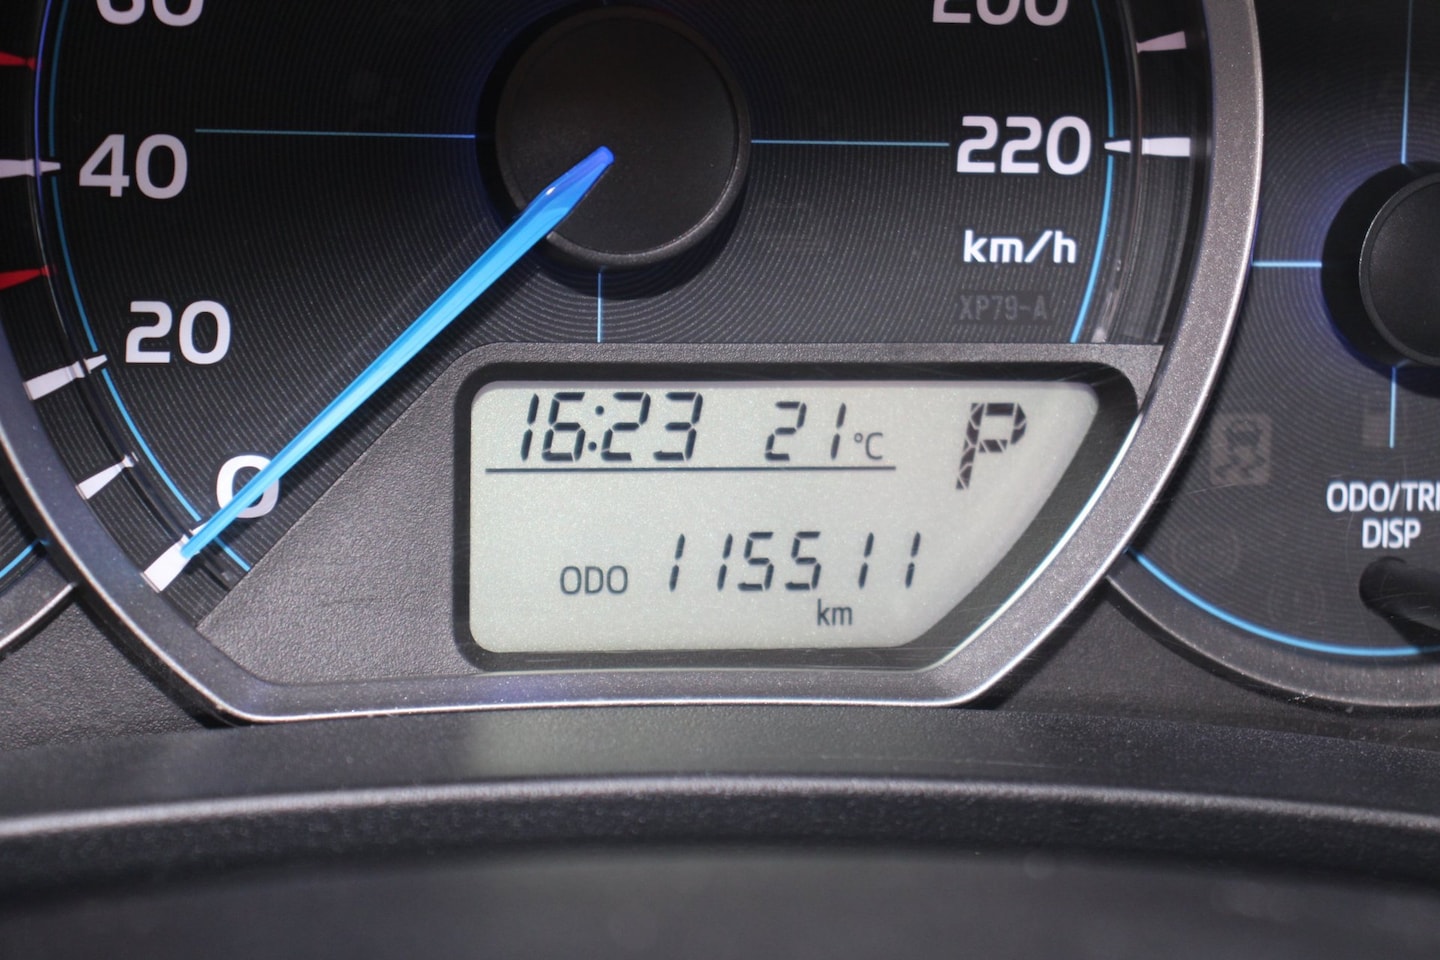 60
200
40
220
km/h
XP79-A
20
0
16:23 21°C P
ODO 115511
km
ODO/TRI
DISP